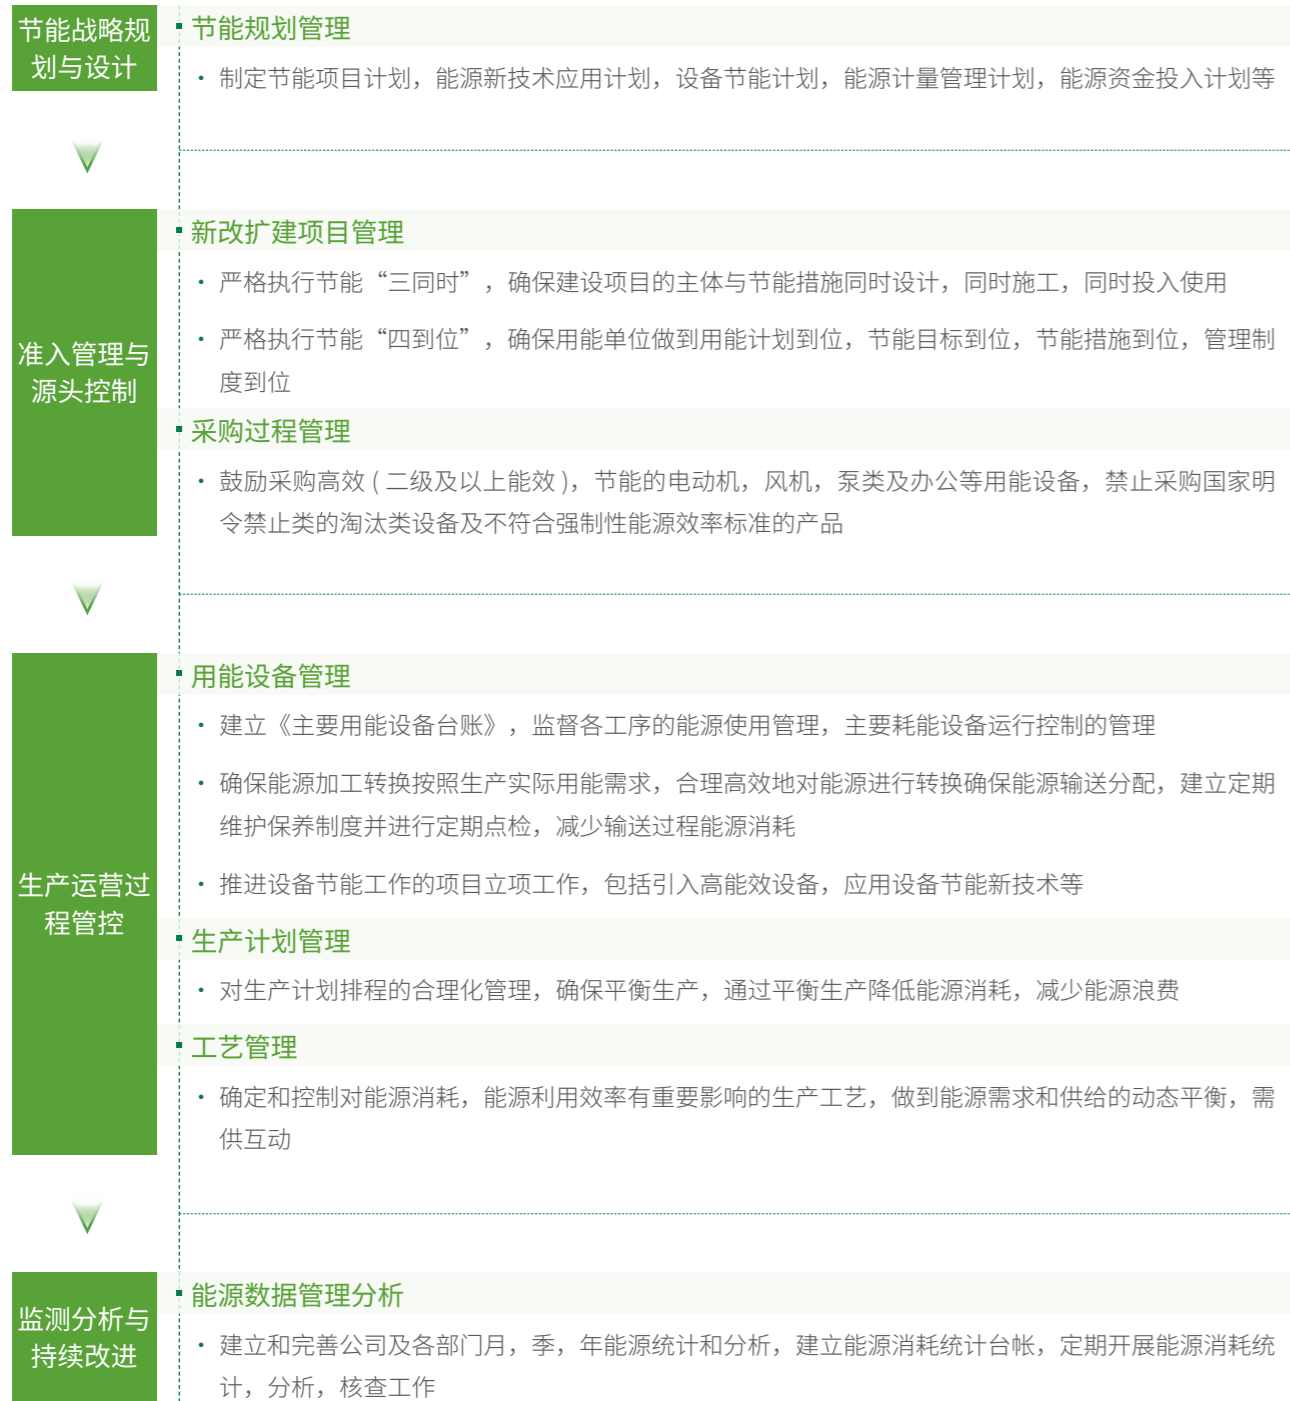 节能战略规
划与设计
节能规划管理
· 制定节能项目计划，能源新技术应用计划，设备节能计划，能源计量管理计划，能源资金投入计划等
准入管理与
源头控制
新改扩建项目管理
· 严格执行节能“三同时”，确保建设项目的主体与节能措施同时设计，同时施工，同时投入使用
· 严格执行节能“四到位”，确保用能单位做到用能计划到位，节能目标到位，节能措施到位，管理制
度到位
采购过程管理
· 鼓励采购高效 ( 二级及以上能效 )，节能的电动机，风机，泵类及办公等用能设备，禁止采购国家明
令禁止类的淘汰类设备及不符合强制性能源效率标准的产品
生产运营过
程管控
用能设备管理
· 建立《主要用能设备台账》，监督各工序的能源使用管理，主要耗能设备运行控制的管理
· 确保能源加工转换按照生产实际用能需求，合理高效地对能源进行转换确保能源输送分配，建立定期
维护保养制度并进行定期点检，减少输送过程能源消耗
· 推进设备节能工作的项目立项工作，包括引入高能效设备，应用设备节能新技术等
生产计划管理
· 对生产计划排程的合理化管理，确保平衡生产，通过平衡生产降低能源消耗，减少能源浪费
工艺管理
· 确定和控制对能源消耗，能源利用效率有重要影响的生产工艺，做到能源需求和供给的动态平衡，需
供互动
监测分析与
持续改进
能源数据管理分析
· 建立和完善公司及各部门月，季，年能源统计和分析，建立能源消耗统计台帐，定期开展能源消耗统
计，分析，核查工作